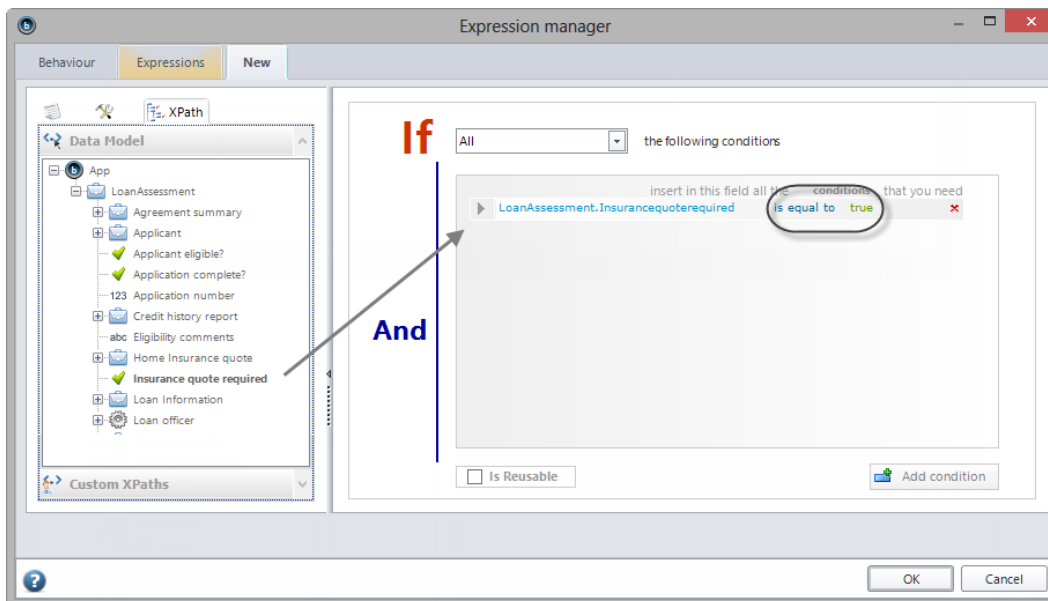 Expression manager
Behaviour Expressions New
XPath
Data Model
App
LoanAssessment
Agreement summary
Applicant
Applicant eligible?
Application complete?
123 Application number
Credit history report
abc Eligibility comments
Home Insurance quote
Insurance quote required
Loan Information
Loan officer
Custom XPaths
If All the following conditions
insert in this field all the conditions that you need
LoanAssessment.Insurancequoterequired is equal to true
And
Is Reusable
Add condition
OK Cancel